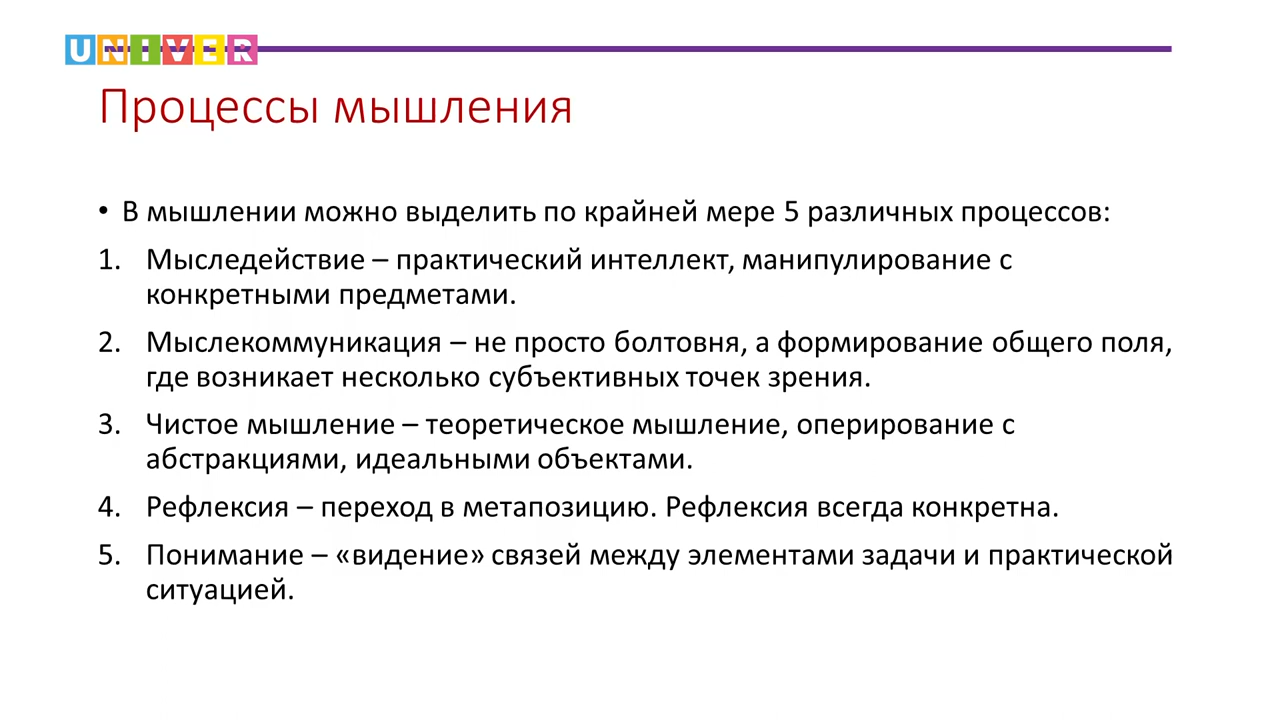 UNIVER
Процессы мышления
• В мышлении можно выделить по крайней мере 5 различных процессов:
1. Мыследействие – практический интеллект, манипулирование с
конкретными предметами.
2. Мыслекоммуникация – не просто болтовня, а формирование общего поля,
где возникает несколько субъективных точек зрения.
3. Чистое мышление – теоретическое мышление, оперирование с
абстракциями, идеальными объектами.
4. Рефлексия – переход в метапозицию. Рефлексия всегда конкретна.
5. Понимание – «видение» связей между элементами задачи и практической
ситуацией.